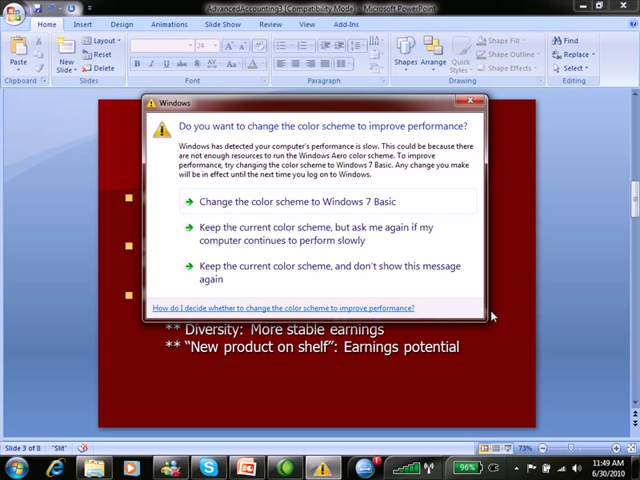 AdvancedAccounting3 [Compatibility Mode] - Microsoft PowerPoint
Home Insert Design Animations Slide Show Review View Add-Ins
Paste
Clipboard
New Slide
Layout
Reset
Delete
Slides
Font
Paragraph
Shapes
Arrange
Quick Styles
Shape Fill
Shape Outline
Shape Effects
Drawing
Find
Replace
Select
Editing
Windows
Do you want to change the color scheme to improve performance?
Windows has detected your computer's performance is slow. This could be because there
are not enough resources to run the Windows Aero color scheme. To improve
performance, try changing the color scheme to Windows 7 Basic. Any change you make
will be in effect until the next time you log on to Windows.
Change the color scheme to Windows 7 Basic
Keep the current color scheme, but ask me again if my
computer continues to perform slowly
Keep the current color scheme, and don't show this message
again
How do I decide whether to change the color scheme to improve performance?
** Diversity: More stable earnings
** “New product on shelf”: Earnings potential
Slide 3 of 8 "Slit" 73%
96%
11:49 AM
6/30/2010